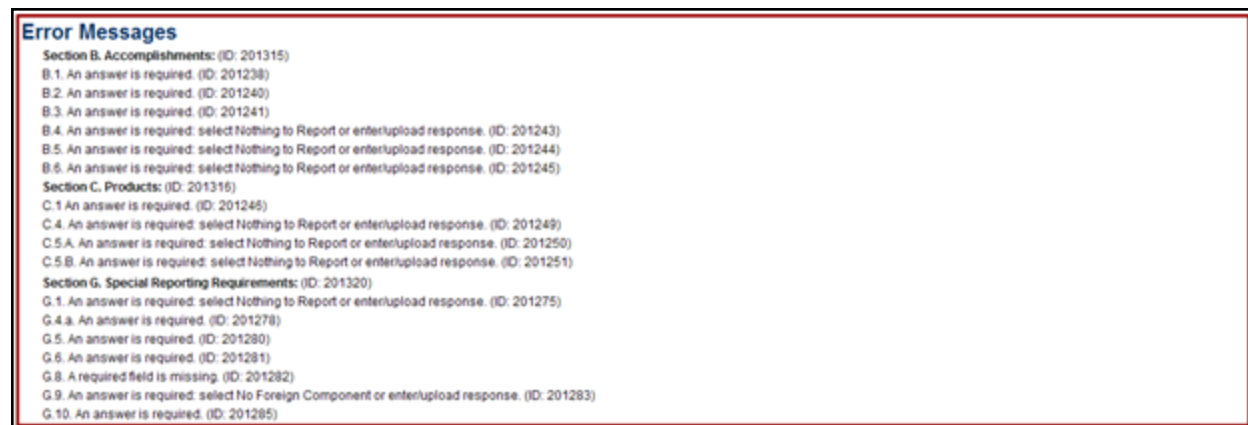 Error Messages
Section B. Accomplishments: (ID: 201315)
B.1. An answer is required. (ID: 201238)
B.2. An answer is required. (ID: 201240)
B.3. An answer is required. (ID: 201241)
B.4. An answer is required: select Nothing to Report or enter/upload response. (ID: 201243)
B.5. An answer is required: select Nothing to Report or enter/upload response. (ID: 201244)
B.6. An answer is required: select Nothing to Report or enter/upload response. (ID: 201245)
Section C. Products: (ID: 201316)
C.1 An answer is required. (ID: 201246)
C.4. An answer is required: select Nothing to Report or enter/upload response. (ID: 201249)
C.5.A. An answer is required: select Nothing to Report or enter/upload response. (ID: 201250)
C.5.B. An answer is required: select Nothing to Report or enter/upload response. (ID: 201251)
Section G. Special Reporting Requirements: (ID: 201320)
G.1. An answer is required: select Nothing to Report or enter/upload response. (ID: 201275)
G.4.a. An answer is required. (ID: 201278)
G.5. An answer is required. (ID: 201280)
G.6. An answer is required. (ID: 201281)
G.8. A required field is missing. (ID: 201282)
G.9. An answer is required: select No Foreign Component or enter/upload response. (ID: 201283)
G.10. An answer is required. (ID: 201285)